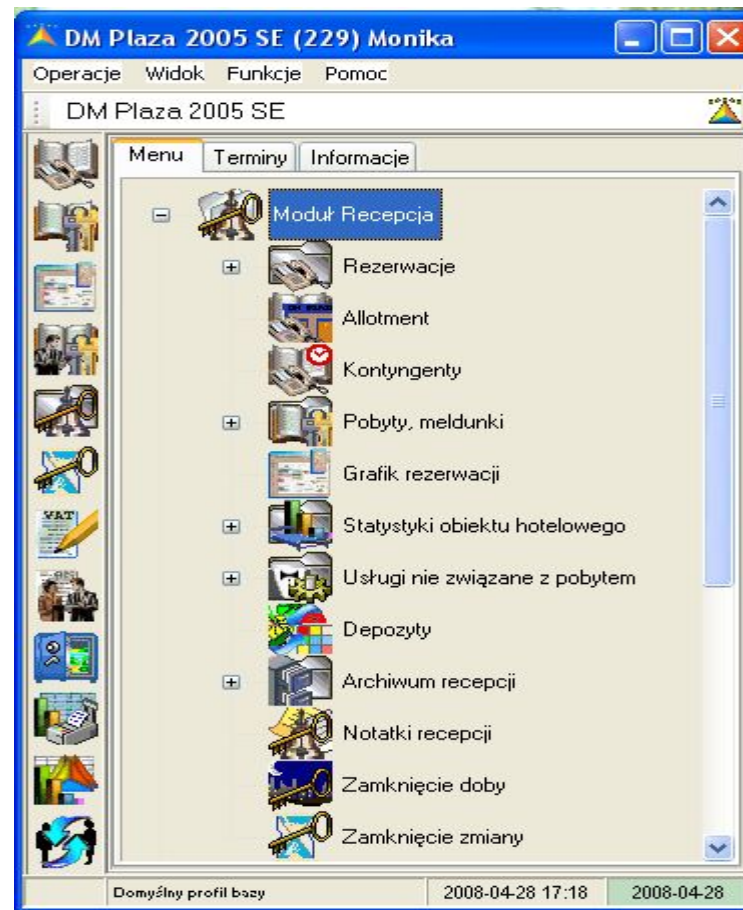 DM Plaza 2005 SE (229) Monika
Operacje Widok Funkcje Pomoc
DM Plaza 2005 SE
Menu Terminy Informacje
Moduł Recepcja
Rezerwacje
Allotment
Kontyngenty
Pobyty, meldunki
Grafik rezerwacji
Statystyki obiektu hotelowego
Usługi nie związane z pobytem
Depozyty
Archiwum recepcji
Notatki recepcji
Zamknięcie doby
Zamknięcie zmiany
VAT
Domyślny profil bazy 2008-04-28 17:18 2008-04-28